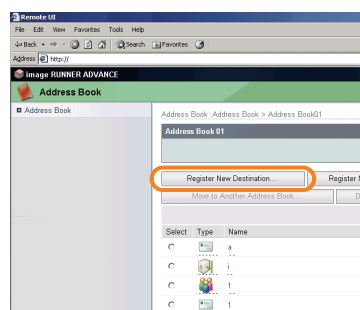 Remote UI
File Edit View Favorites Tools Help
Back Search Favorites
Address http://
image RUNNER ADVANCE
Address Book
Address Book
Address Book :Address Book > Address Book01
Address Book 01
Register New Destination... Register
Move to Another Address Book...
Select Type Name
a
i
1
1